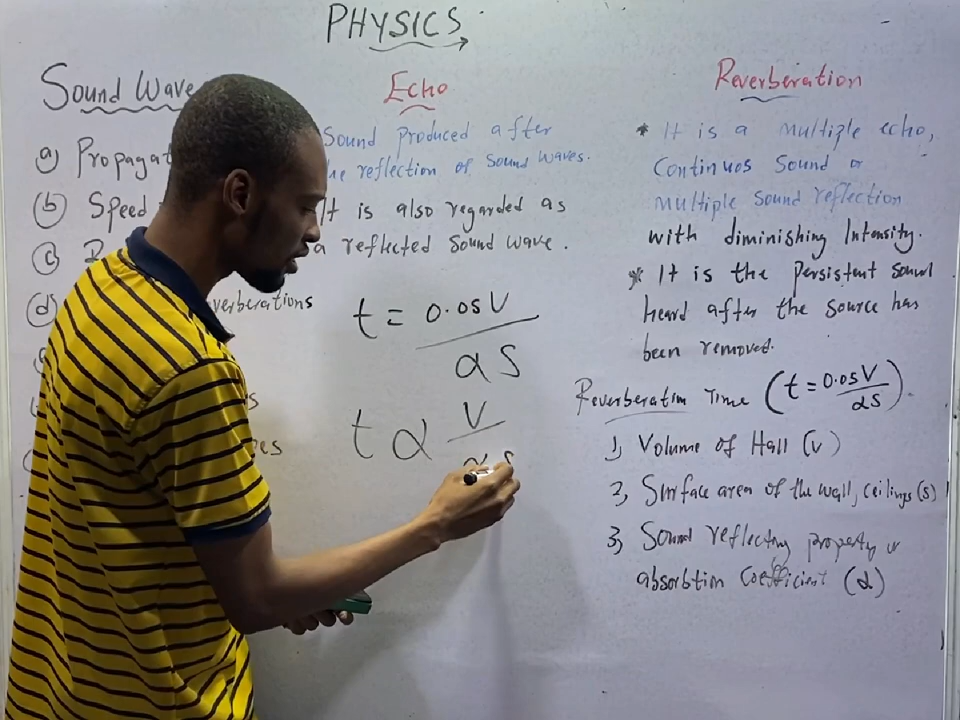 PHYSICS
Sound Wave
a) Propagat
(b) Speed
(c)
(d) verberations
Echo
Sound produced after
he reflection of sound waves.
It is also regarded as
a reflected sound wave.
t = 0.05V
αS
t α V
αS
Reverberation
* It is a multiple echo,
Continuos Sound or
multiple sound reflection
with diminishing Intensity.
* It is the persistent sound
heard after the source has
been removed.
Reverberation Time (t = 0.05V
αS).
1) Volume of Hall (v)
2) Surface area of the wall, ceilings (s)
3) Sound reflecting property or
absorbtion coefficient (α)